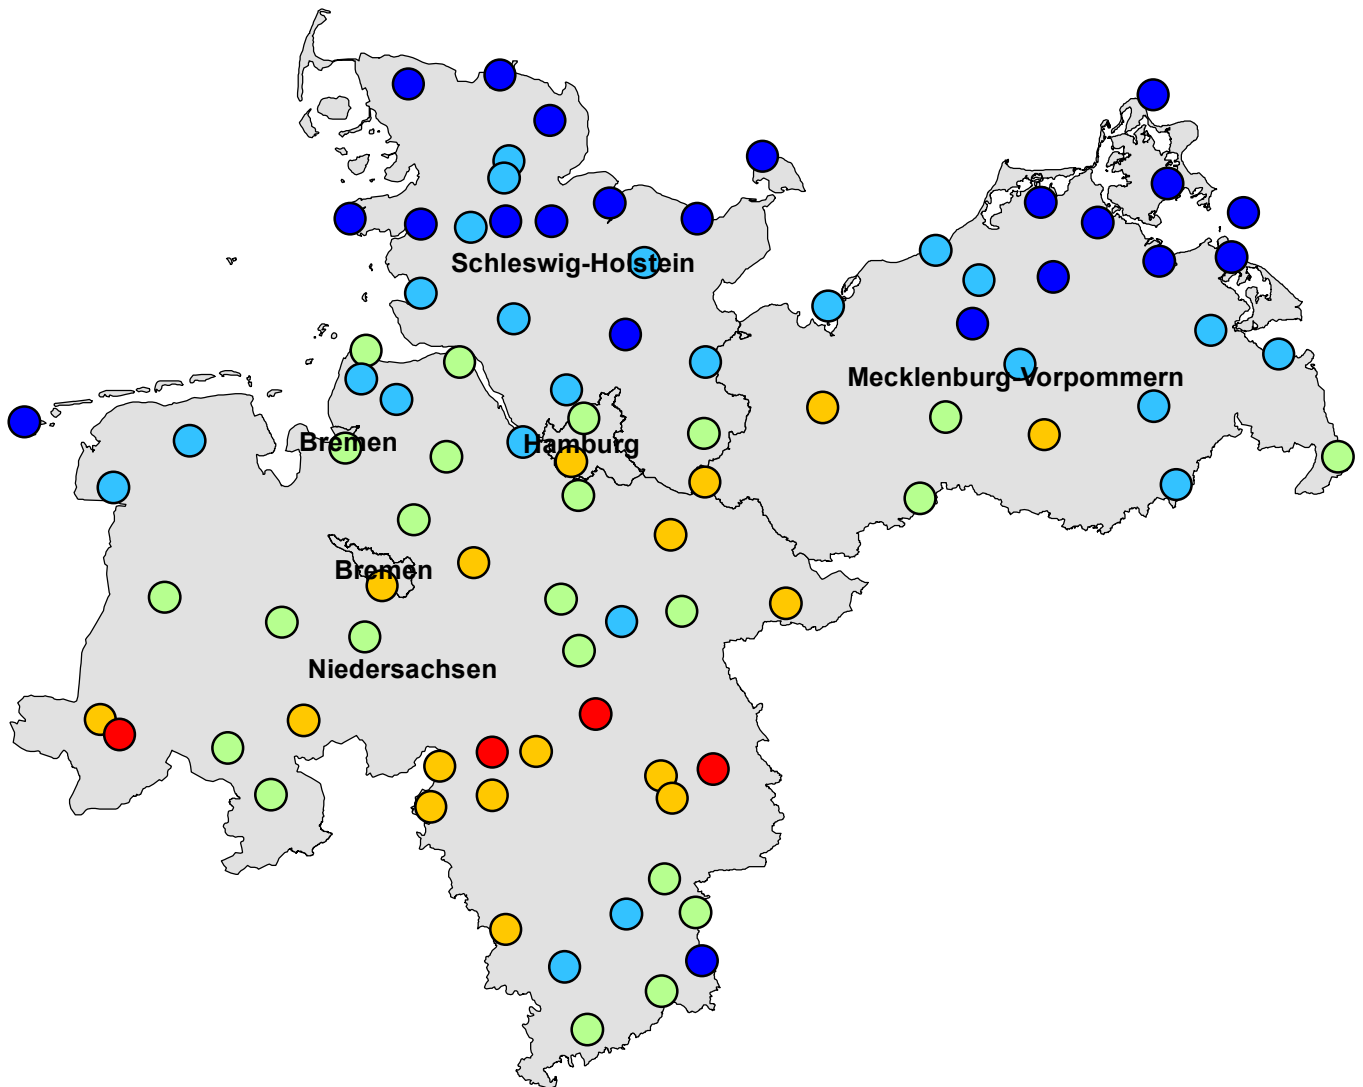 Schleswig-Holstein
Mecklenburg-Vorpommern
Bremen
Hamburg
Bremen
Niedersachsen